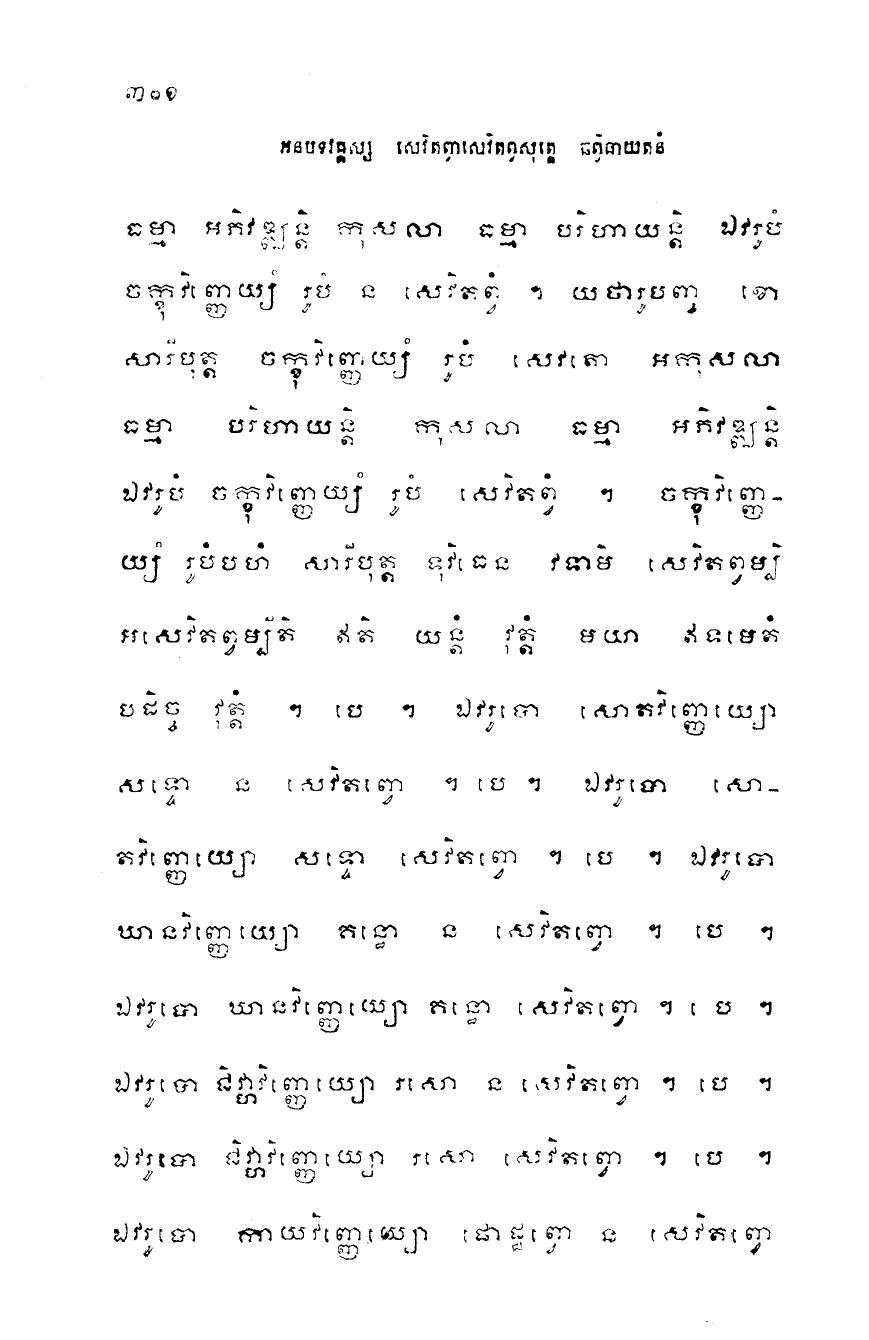 ៣០១
អនុបទវគ្គស្ស សេវិតព្វាសេវិតព្វសុត្តេ ធព្វិធាយតនំ
ធម្មា អភិវឌ្ឍន្តិ កុសលា ធម្មា បរិហាយន្តិ ឯវរូបំ
ចក្ខុវិញ្ញេយ្យំ រូបំ ន សេវិតព្វំ ។ យថារូបញ្ច ខោ
សារីបុត្ត ចក្ខុវិញ្ញេយ្យំ រូបំ សេវតោ អកុសលា
ធម្មា បរិហាយន្តិ កុសលា ធម្មា អភិវឌ្ឍន្តិ
ឯវរូបំ ចក្ខុវិញ្ញេយ្យំ រូបំ សេវិតព្វំ ។ ចក្ខុវិញ្ញេ-
យ្យំ រូបំបហំ សារីបុត្ត ទុវិធេន វទាមិ សេវិតព្វម្បិ
អសេវិតព្វម្បីតិ ឥតិ យន្តំ វុត្តំ មយា ឥទមេតំ
បដិច្ច វុត្តំ ។ បេ ។ ឯវរូបោ សោតវិញ្ញេយ្យោ
សទ្ទោ ន សេវិតព្វោ ។ បេ ។ ឯវរូបោ សោ-
តវិញ្ញេយ្យោ សទ្ទោ សេវិតព្វោ ។ បេ ។ ឯវរូបោ
ឃានវិញ្ញេយ្យោ គន្ធោ ន សេវិតព្វោ ។ បេ ។
ឯវរូបោ ឃានវិញ្ញេយ្យោ គន្ធោ សេវិតព្វោ ។ បេ ។
ឯវរូបោ ជិវ្ហាវិញ្ញេយ្យោ រសោ ន សេវិតព្វោ ។ បេ ។
ឯវរូបោ ជិវ្ហាវិញ្ញេយ្យោ រសោ សេវិតព្វោ ។ បេ ។
ឯវរូបោ កាយវិញ្ញេយ្យោ ផោដ្ឋព្វោ ន សេវិតព្វោ